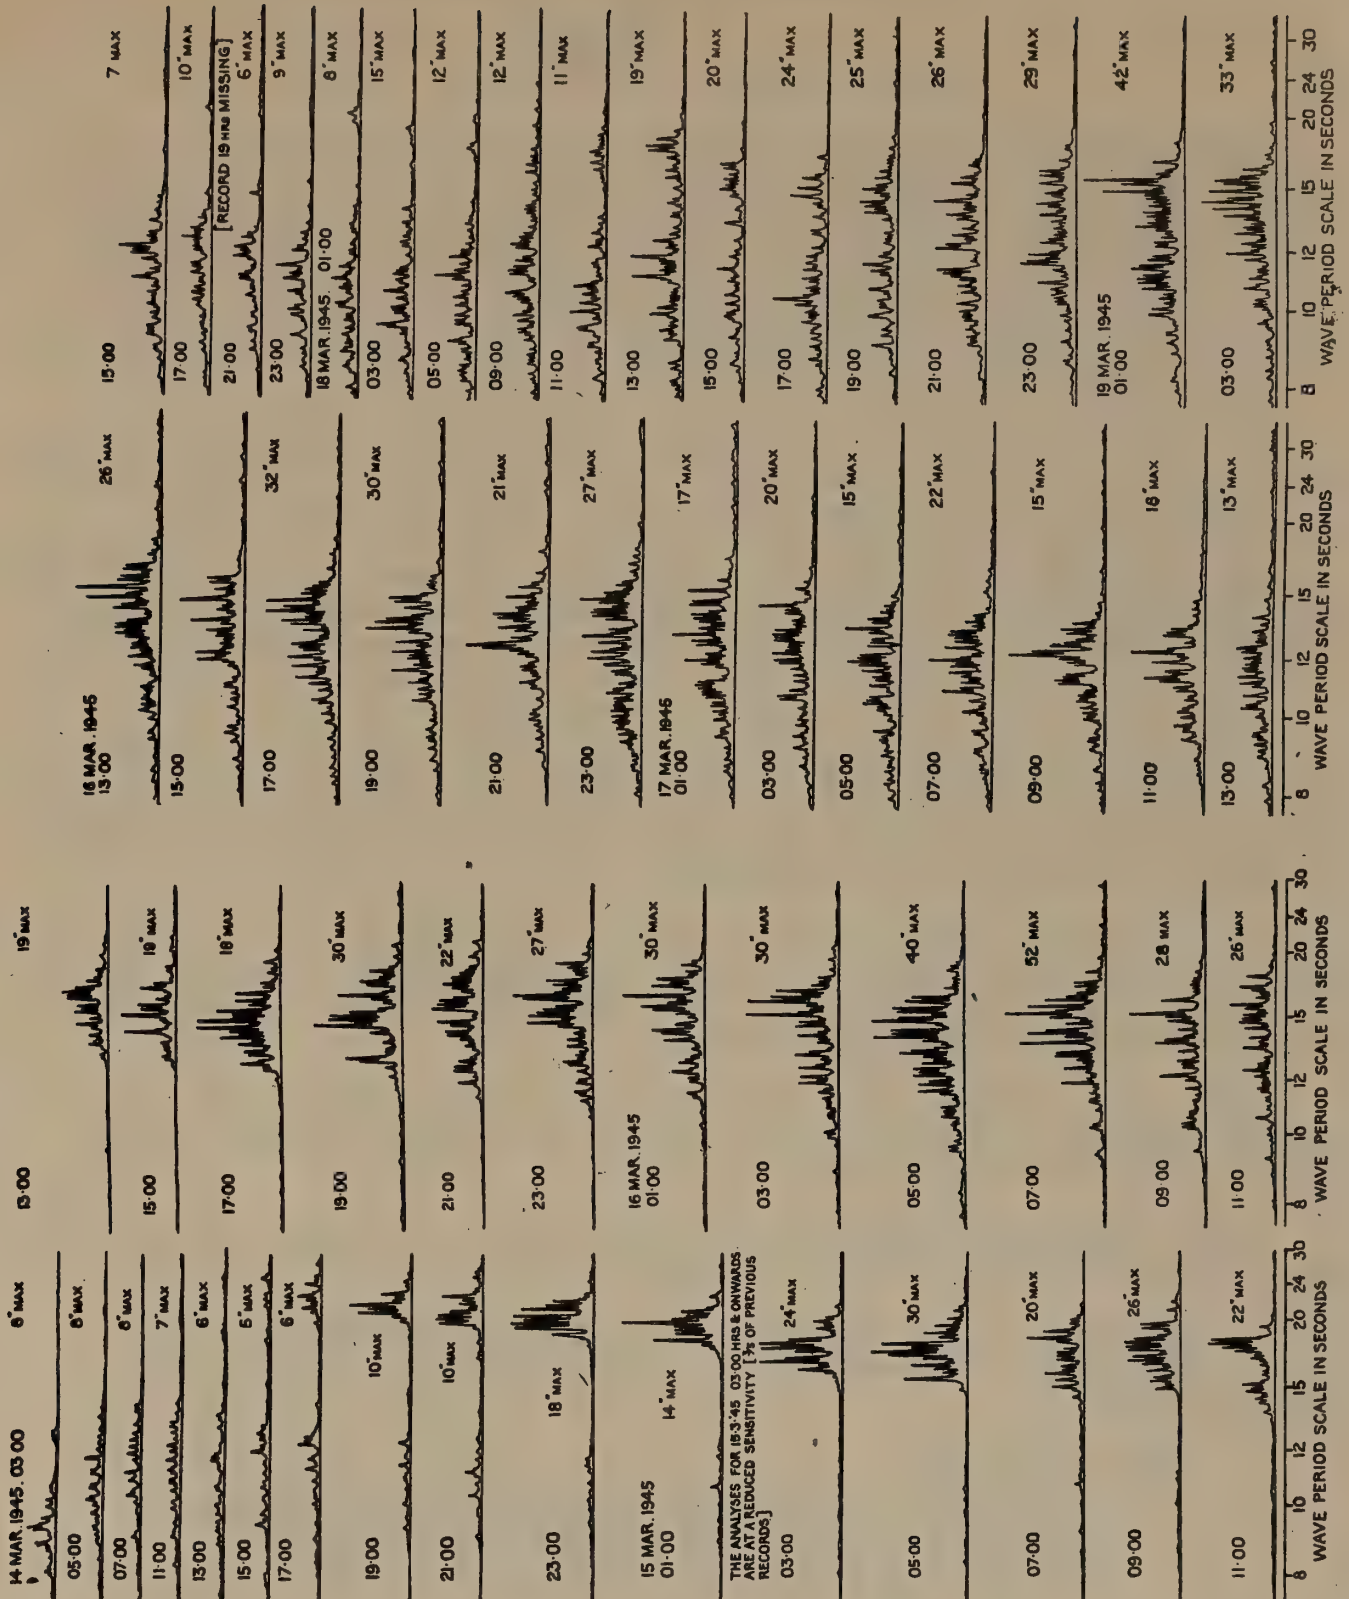 14 MAR. 1945. 03·00 6" MAX
05·00 8" MAX
07·00 8" MAX
11·00 7" MAX
13·00 6" MAX
15·00 5" MAX
17·00 6" MAX
19·00 10" MAX
21·00 10" MAX
23·00 18" MAX
15 MAR. 1945
01·00 14" MAX
THE ANALYSES FOR 15·3·45 03·00 HRS & ONWARDS
ARE AT A REDUCED SENSITIVITY [⅗ OF PREVIOUS
RECORDS]
03·00 24" MAX
05·00 30" MAX
07·00 20" MAX
09·00 26" MAX
11·00 22" MAX
8 10 12 15 20 24 30
WAVE PERIOD SCALE IN SECONDS
13·00 19" MAX
15·00 19" MAX
17·00 18" MAX
19·00 30" MAX
21·00 22" MAX
23·00 27" MAX
16 MAR. 1945
01·00 30" MAX
03·00 30" MAX
05·00 40" MAX
07·00 52" MAX
09·00 28 MAX
11·00 26" MAX
8 10 12 15 20 24 30
WAVE PERIOD SCALE IN SECONDS
16 MAR. 1945
13·00 26" MAX
15·00
17·00 32" MAX
19·00 30" MAX
21·00 21" MAX
23·00 27" MAX
17 MAR. 1945
01·00 17" MAX
03·00 20" MAX
05·00 15" MAX
07·00 22" MAX
09·00 15" MAX
11·00 18" MAX
13·00 13" MAX
8 10 12 15 20 24 30
WAVE PERIOD SCALE IN SECONDS
15·00 7 MAX
17·00 10" MAX
[RECORD 19 HRS MISSING]
21·00 6" MAX
23·00 9" MAX
18 MAR. 1945. 01·00 8" MAX
03·00 15" MAX
05·00 12" MAX
09·00 12" MAX
11·00 11" MAX
13·00 19" MAX
15·00 20" MAX
17·00 24" MAX
19·00 25" MAX
21·00 26" MAX
23·00 29" MAX
19 MAR. 1945
01·00 42" MAX
03·00 33" MAX
8 10 12 15 20 24 30
WAVE PERIOD SCALE IN SECONDS